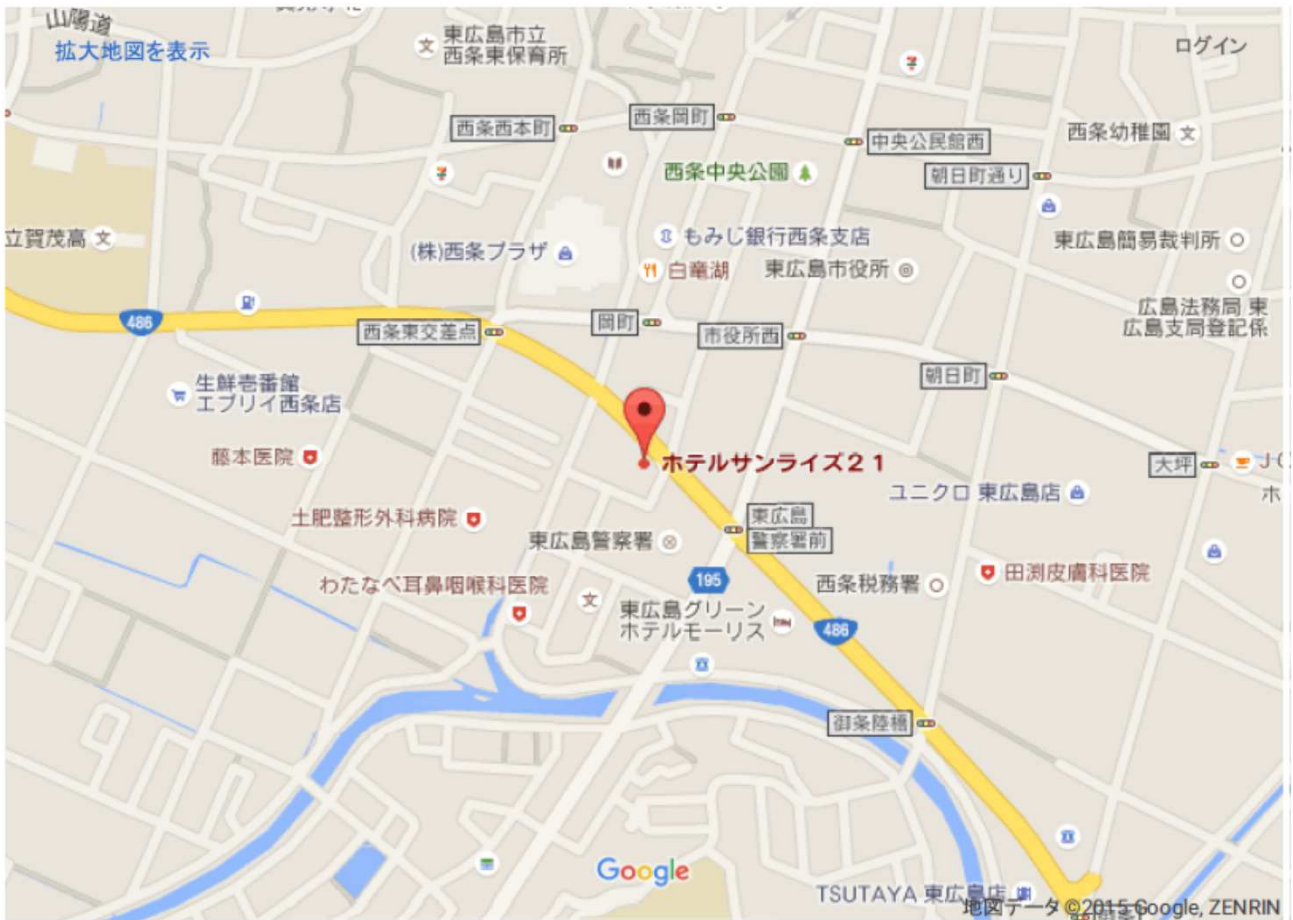 山陽道
拡大地図を表示
東広島市立
西条東保育所
ログイン
西条西本町
西条岡町
中央公民館西
西条幼稚園
西条中央公園
朝日町通り
立賀茂高
(株)西条プラザ
もみじ銀行西条支店
東広島簡易裁判所
白竜湖
東広島市役所
広島法務局 東
広島支局登記係
486
西条東交差点
岡町
市役所西
朝日町
生鮮壱番館
エブリイ西条店
藤本医院
ホテルサンライズ21
大坪
ユニクロ 東広島店
ホ
土肥整形外科病院
東広島警察署
東広島
警察署前
わたなべ耳鼻咽喉科医院
195
西条税務署
田渕皮膚科医院
東広島グリーン
ホテルモーリス
486
御条陸橋
Google
TSUTAYA 東広島店
地図データ ©2015 Google, ZENRIN